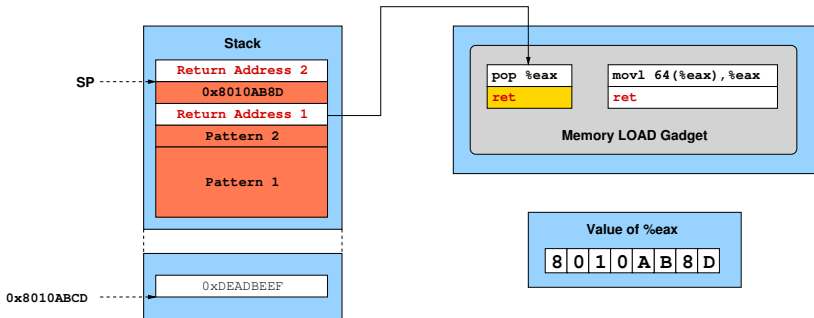 Stack
Return Address 2
SP
0x8010AB8D
Return Address 1
Pattern 2
Pattern 1
0xDEADBEEF
0x8010ABCD
pop %eax
ret
movl 64(%eax),%eax
ret
Memory LOAD Gadget
Value of %eax
8 0 1 0 A B 8 D